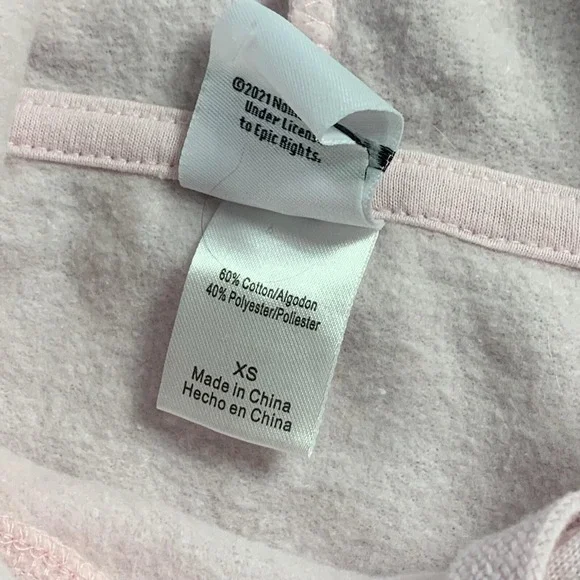 ©2021
Under
to Epic Rights.
60% Cotton/Algodon
40% Polyester/Poliester
XS
Made in China
Hecho en China